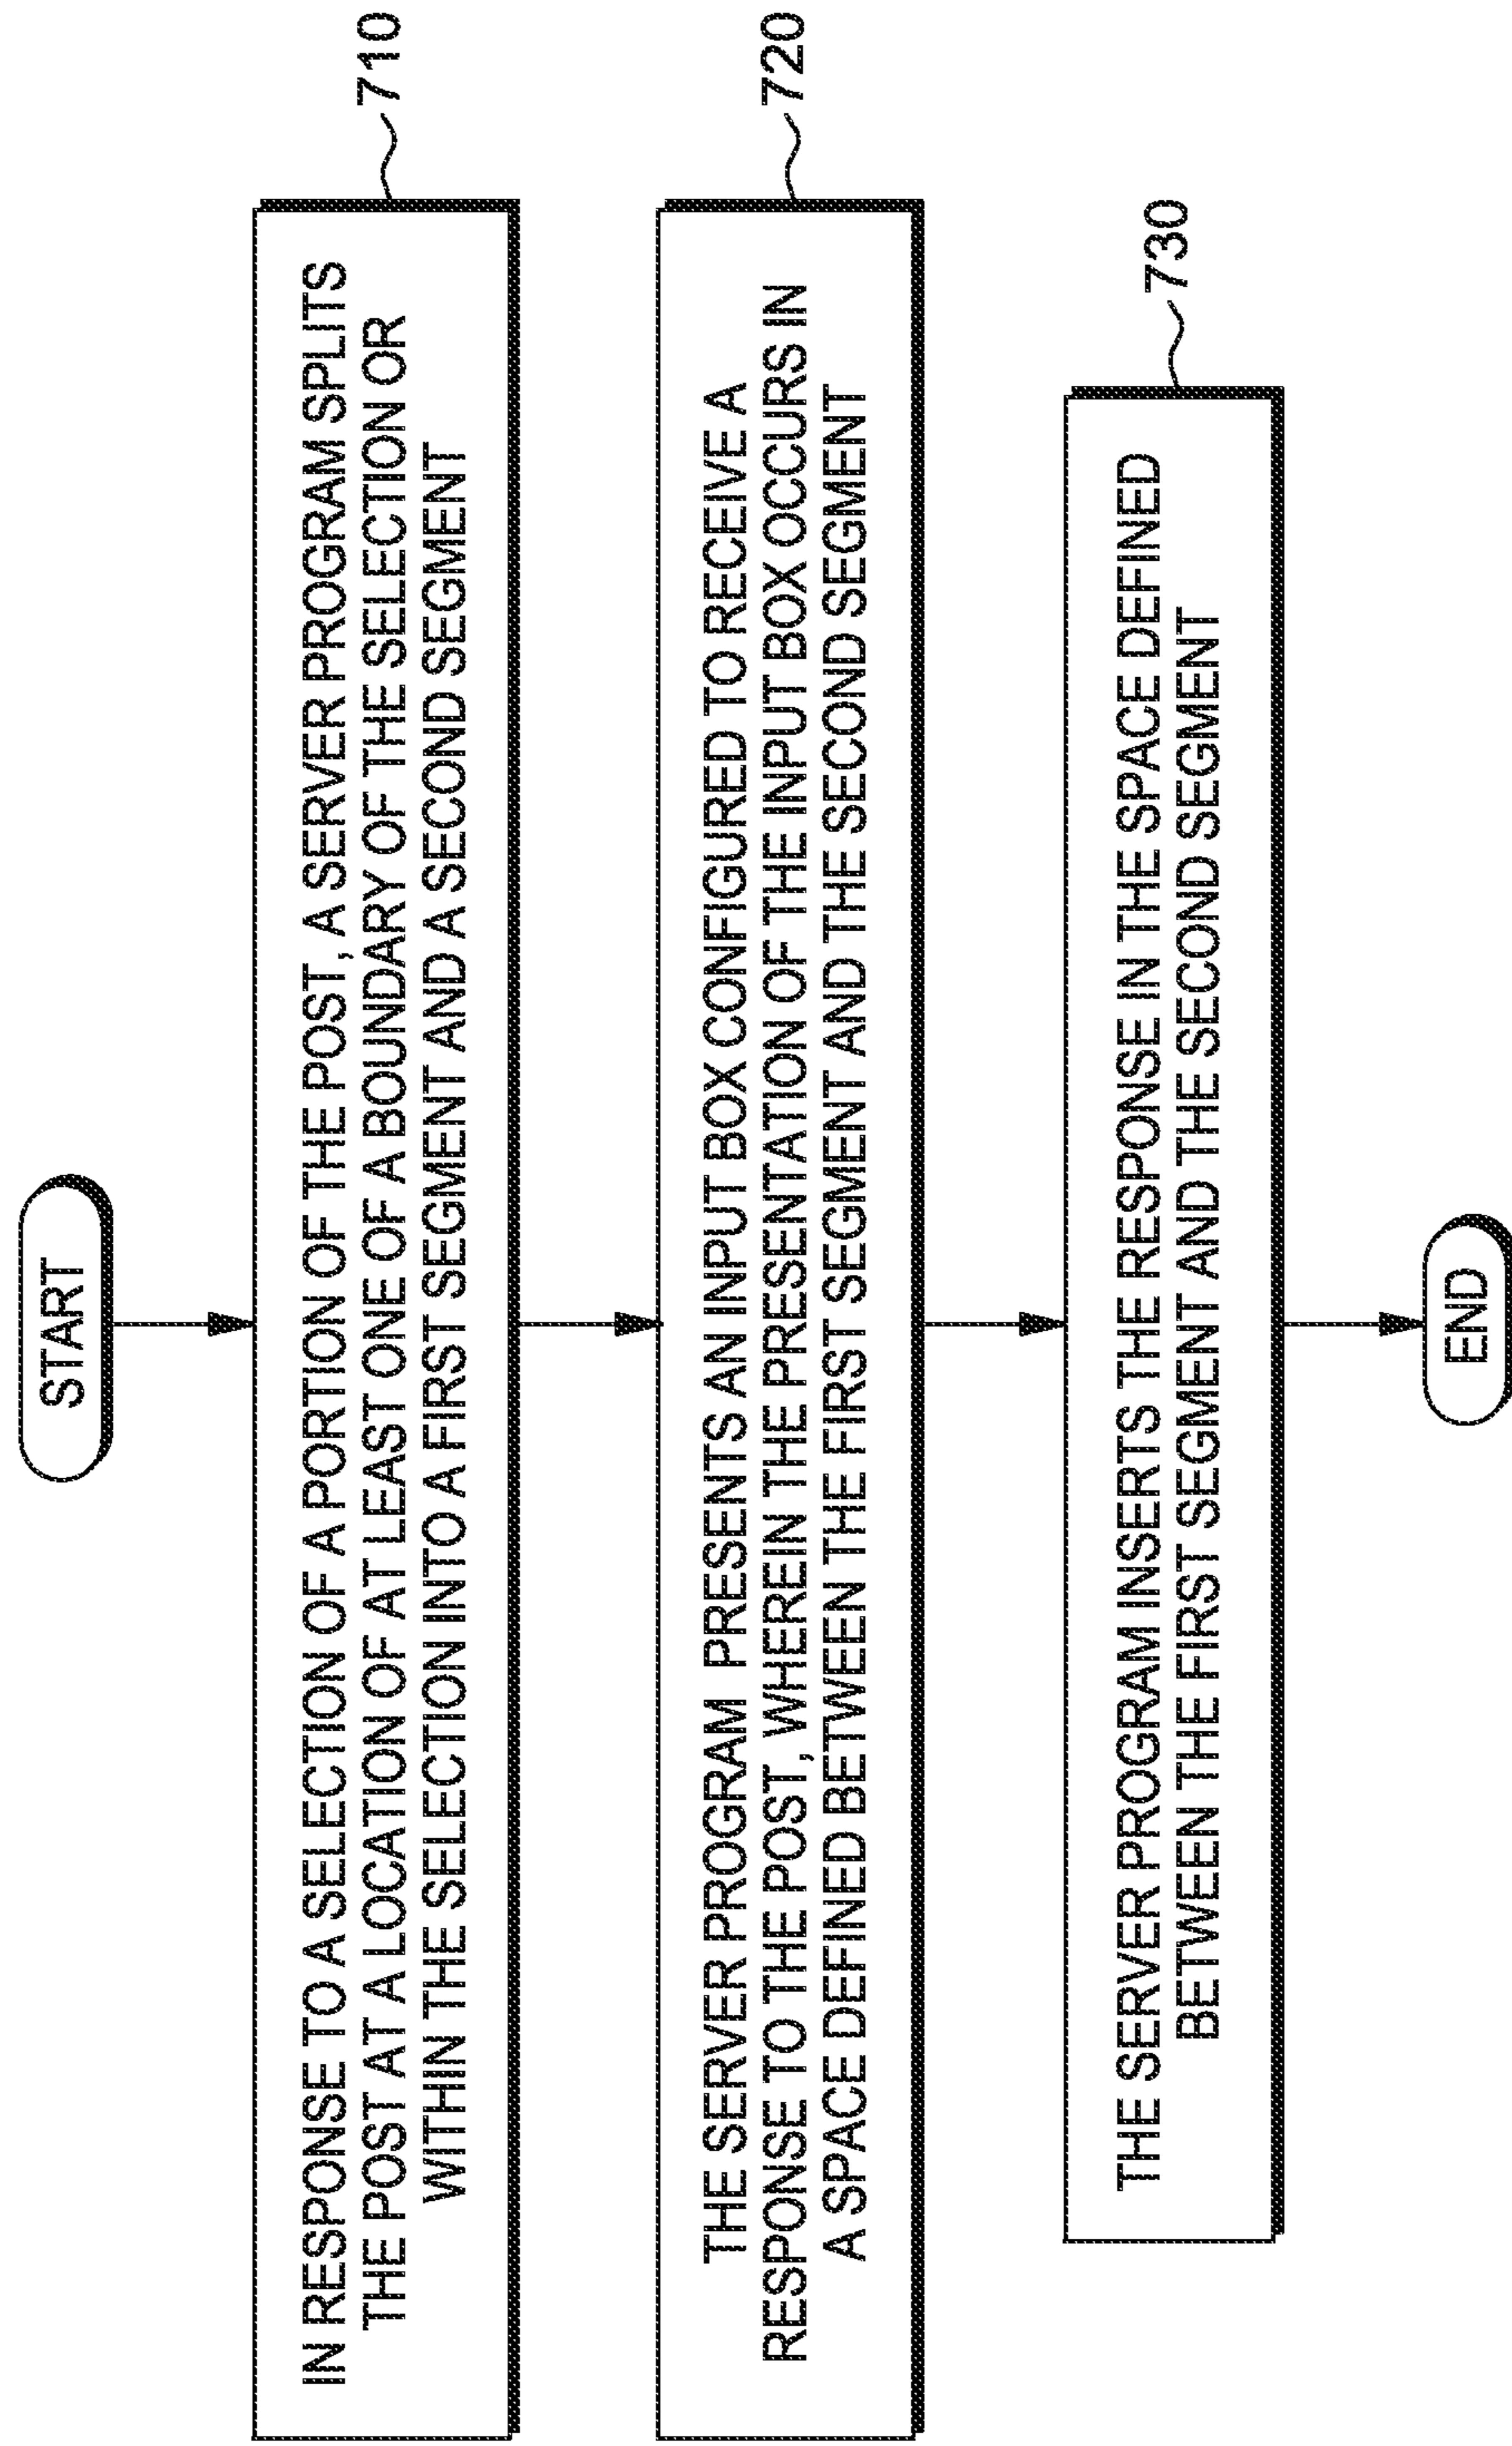 START
IN RESPONSE TO A SELECTION OF A PORTION OF THE POST, A SERVER PROGRAM SPLITS
THE POST AT A LOCATION OF AT LEAST ONE OF A BOUNDARY OF THE SELECTION OR
WITHIN THE SELECTION INTO A FIRST SEGMENT AND A SECOND SEGMENT
710
THE SERVER PROGRAM PRESENTS AN INPUT BOX CONFIGURED TO RECEIVE A
RESPONSE TO THE POST, WHEREIN THE PRESENTATION OF THE INPUT BOX OCCURS IN
A SPACE DEFINED BETWEEN THE FIRST SEGMENT AND THE SECOND SEGMENT
720
THE SERVER PROGRAM INSERTS THE RESPONSE IN THE SPACE DEFINED
BETWEEN THE FIRST SEGMENT AND THE SECOND SEGMENT
730
END